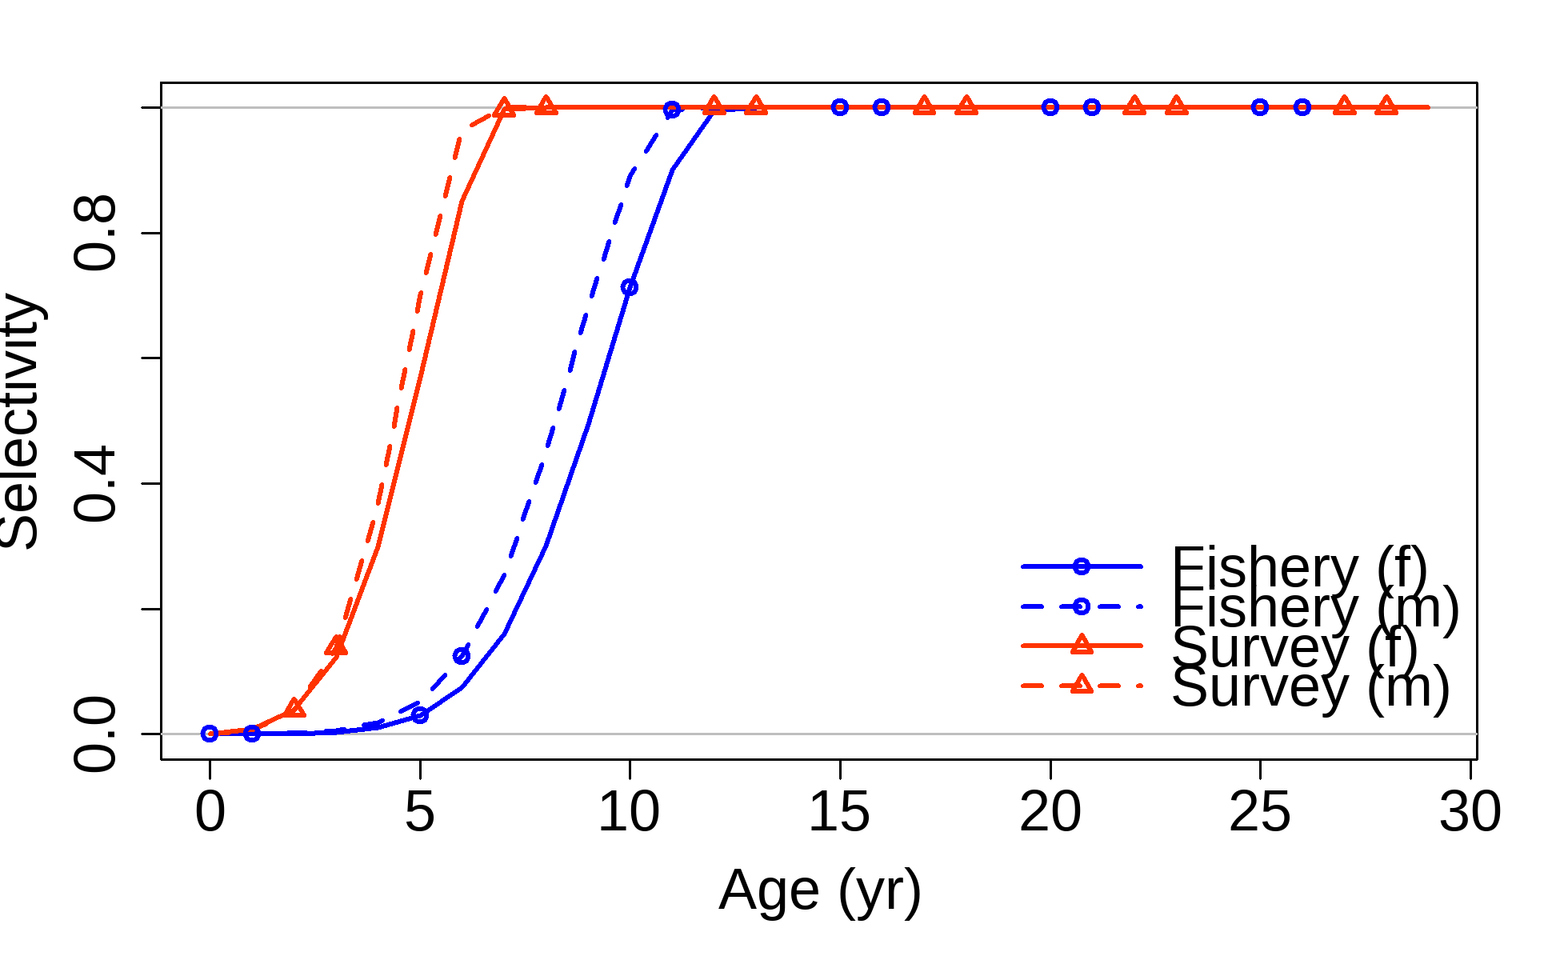 Selectivity
0.8
0.4
0.0
Fishery (f)
Fishery (m)
Survey (f)
Survey (m)
0 5 10 15 20 25 30
Age (yr)